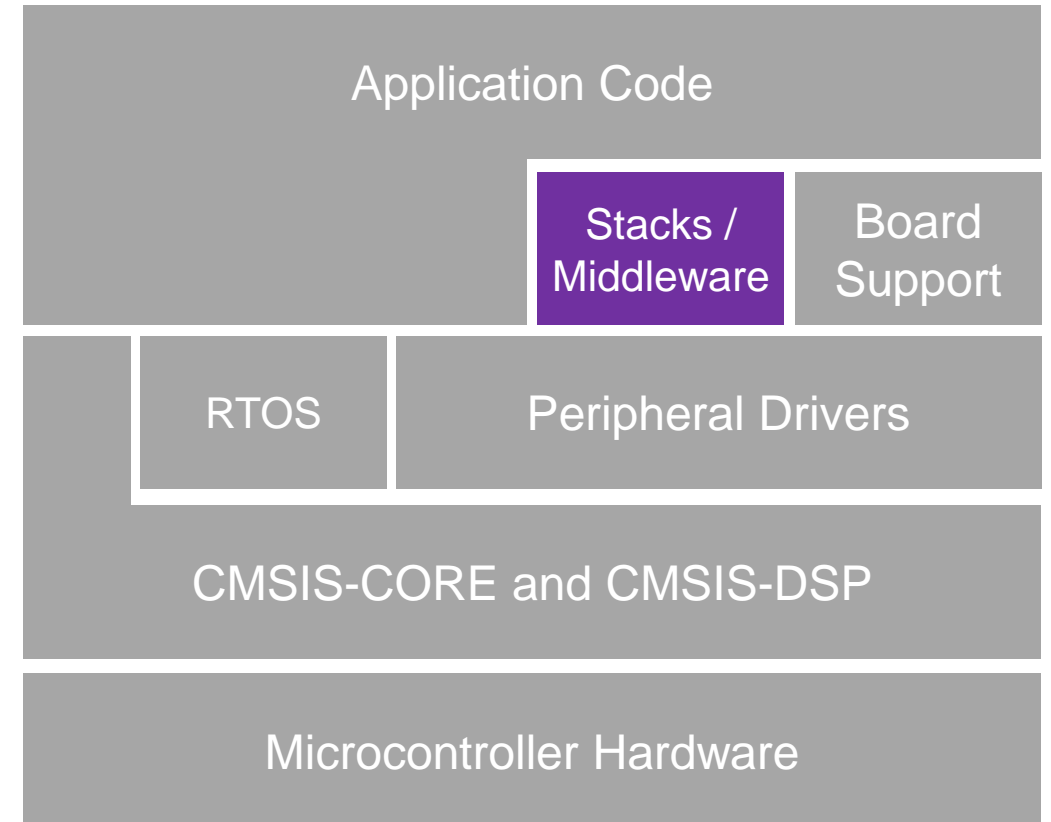 Application Code
Stacks /
Middleware
Board
Support
RTOS
Peripheral Drivers
CMSIS-CORE and CMSIS-DSP
Microcontroller Hardware